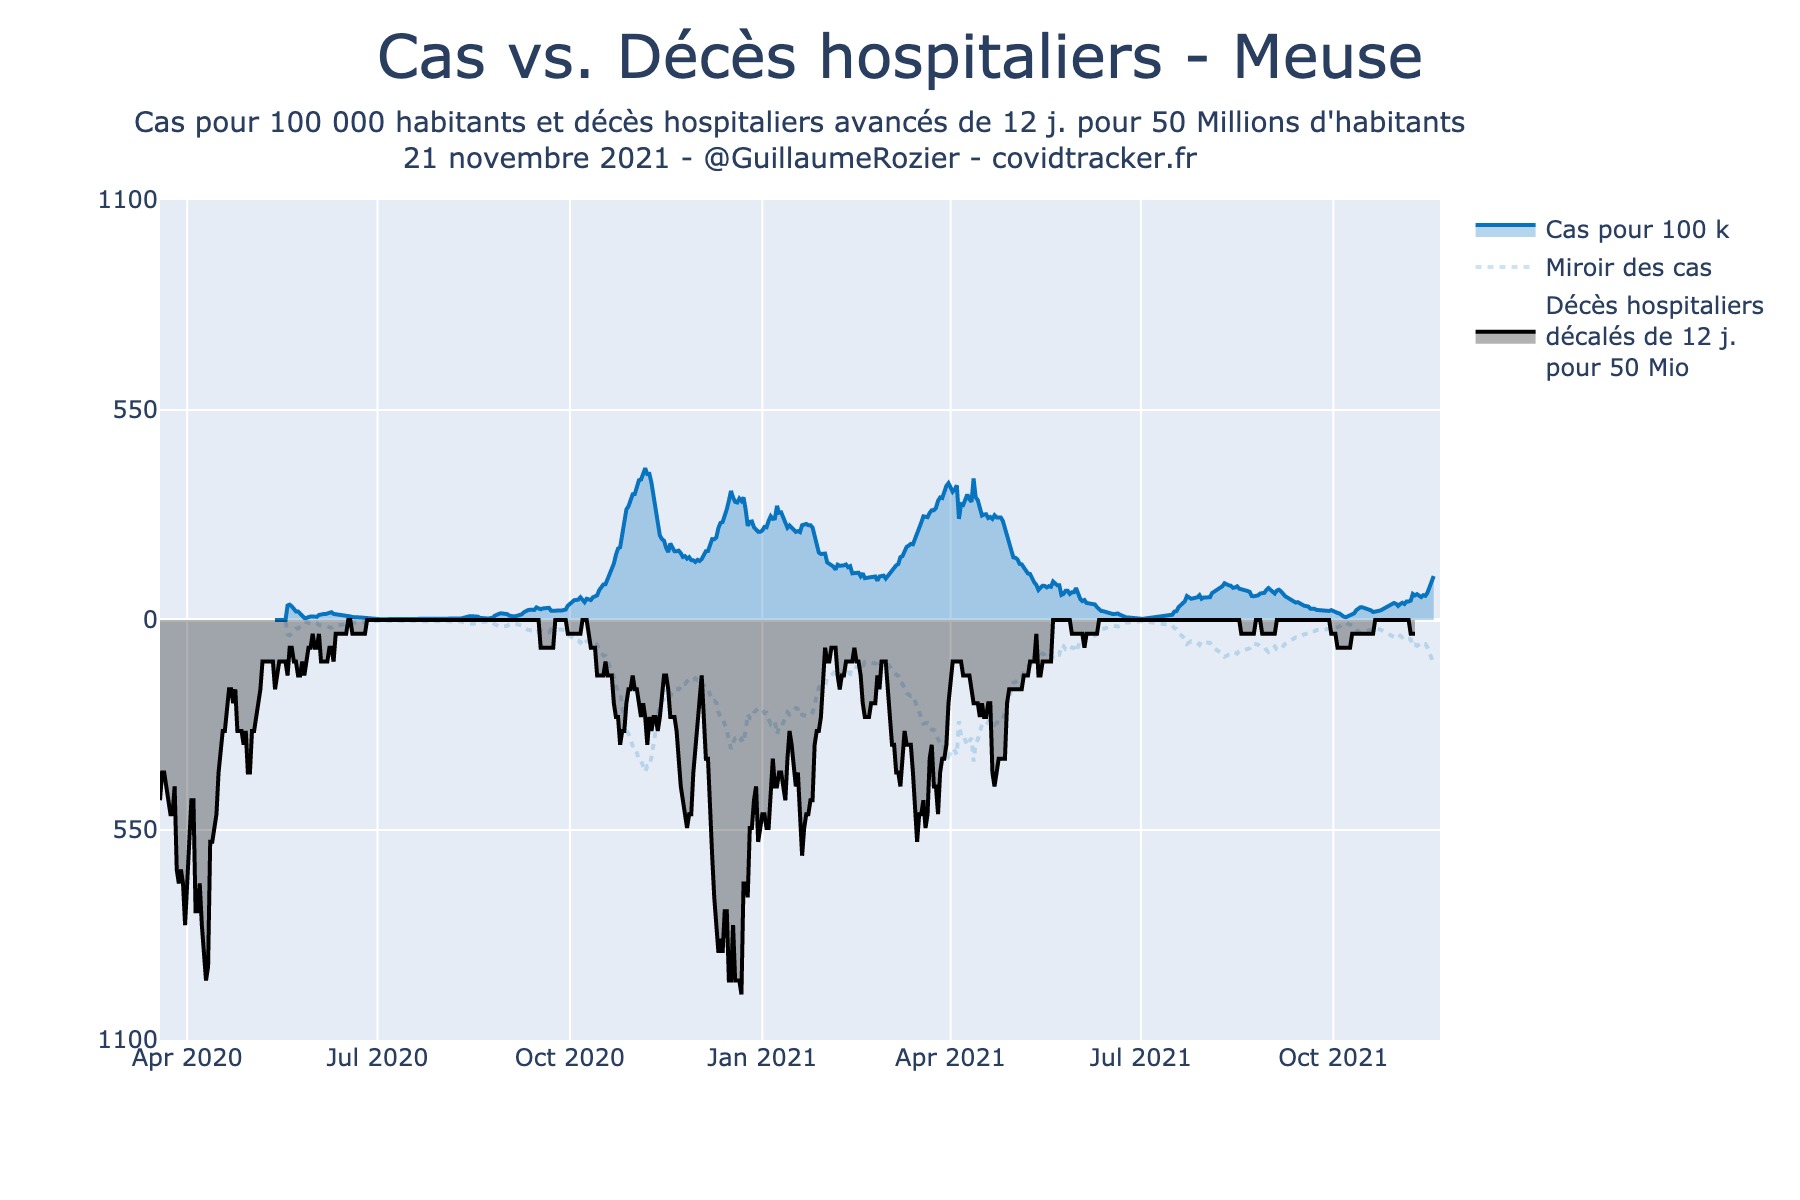 Cas vs. Décès hospitaliers - Meuse
Cas pour 100 000 habitants et décès hospitaliers avancés de 12 j. pour 50 Millions d'habitants
21 novembre 2021 - @GuillaumeRozier - covidtracker.fr
1100
550
0
550
1100
Apr 2020
Jul 2020
Oct 2020
Jan 2021
Apr 2021
Jul 2021
Oct 2021
Cas pour 100 k
Miroir des cas
Décès hospitaliers
décalés de 12 j.
pour 50 Mio